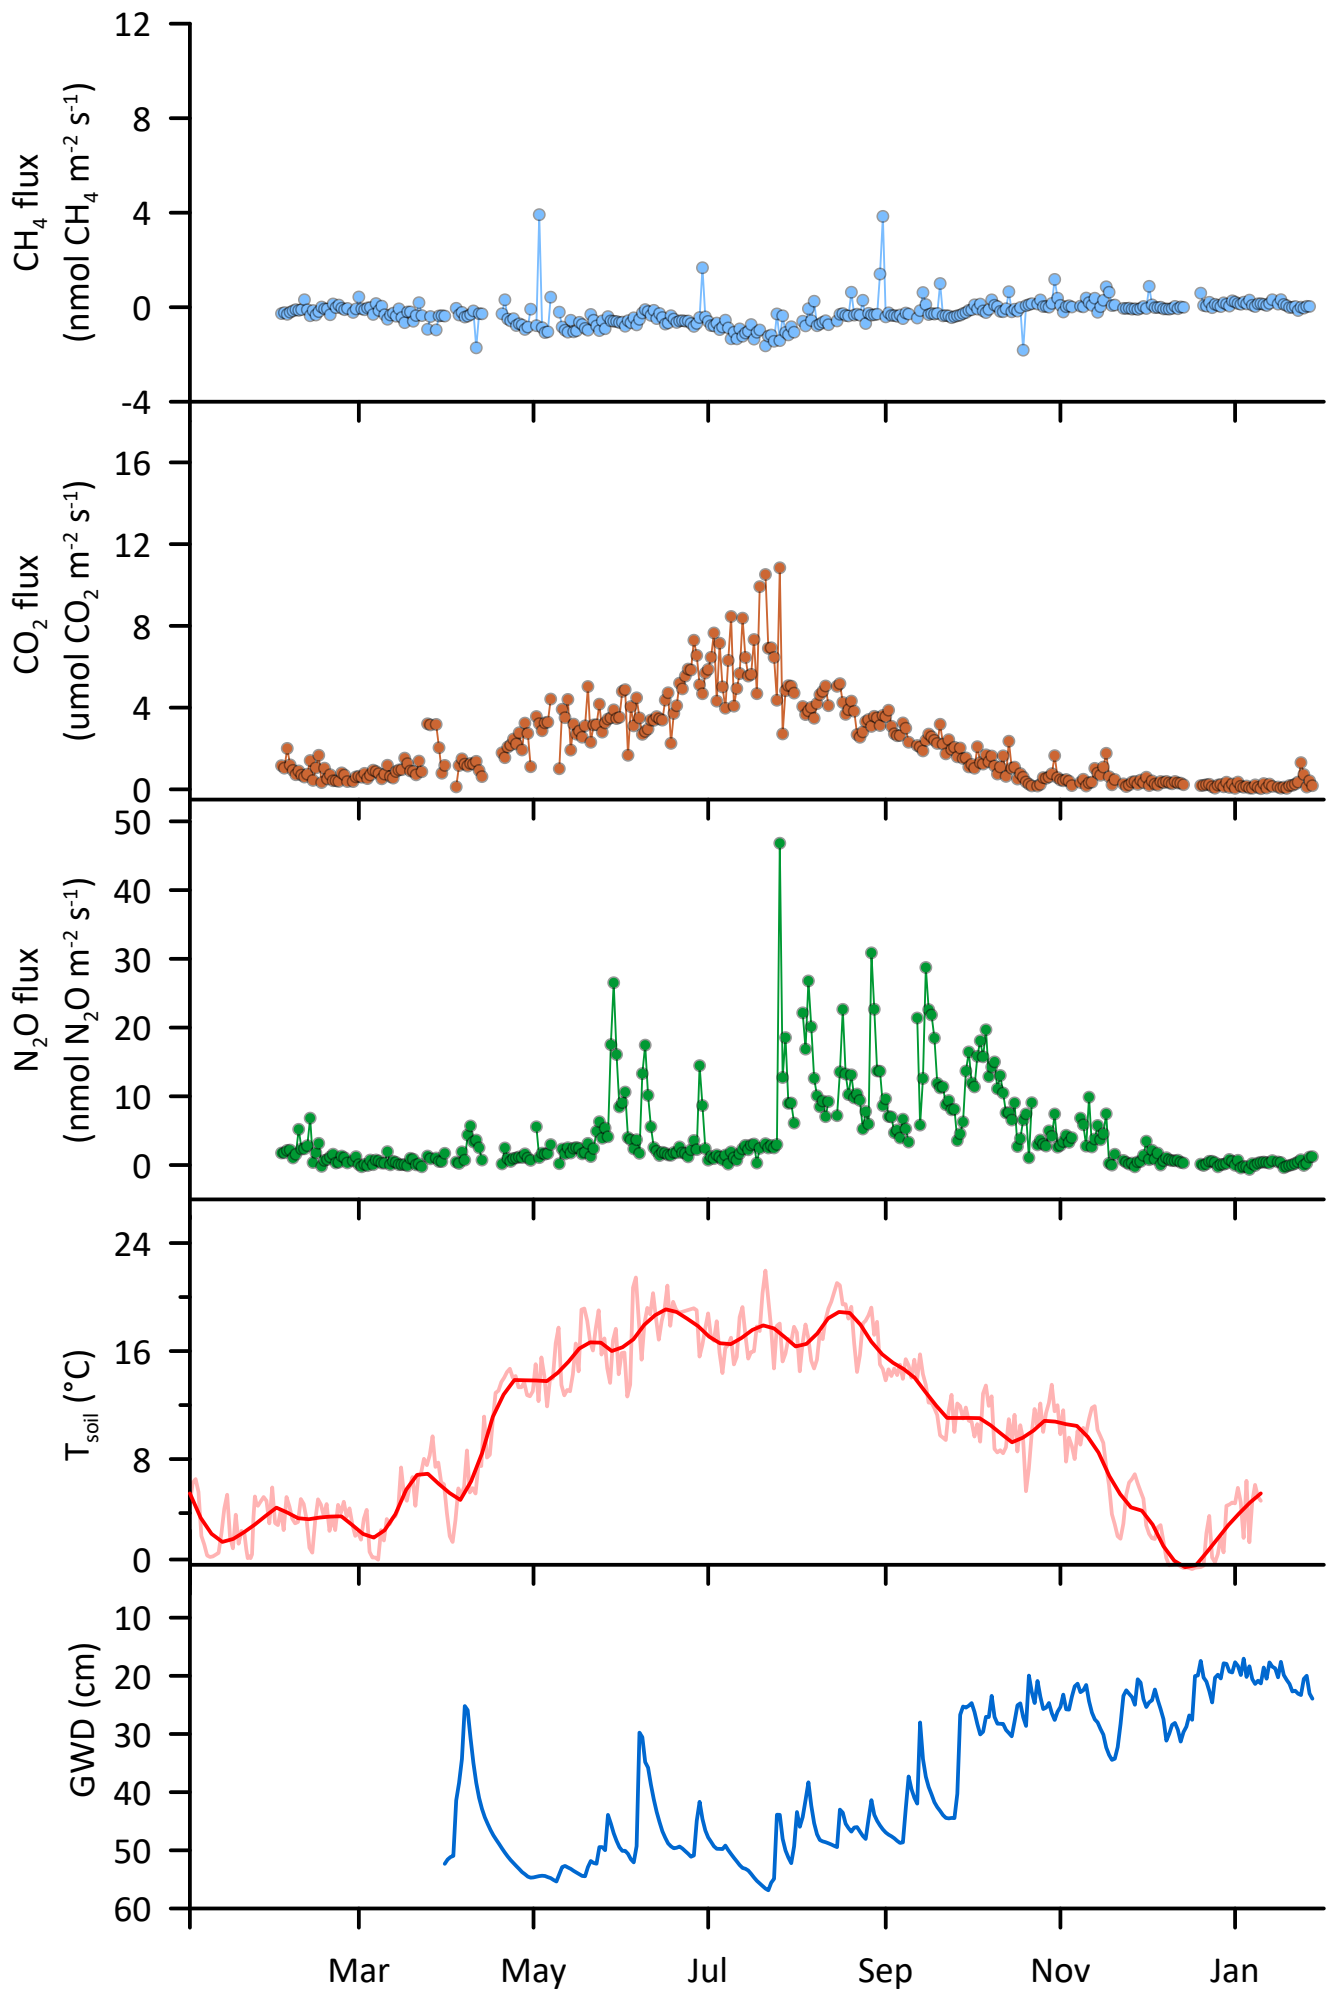 CH₄ flux
(nmol CH₄ m⁻² s⁻¹)
12
8
4
0
-4
CO₂ flux
(umol CO₂ m⁻² s⁻¹)
16
12
8
4
0
N₂O flux
(nmol N₂O m⁻² s⁻¹)
50
40
30
20
10
0
Tsoil (°C)
24
16
8
0
GWD (cm)
10
20
30
40
50
60
Mar May Jul Sep Nov Jan